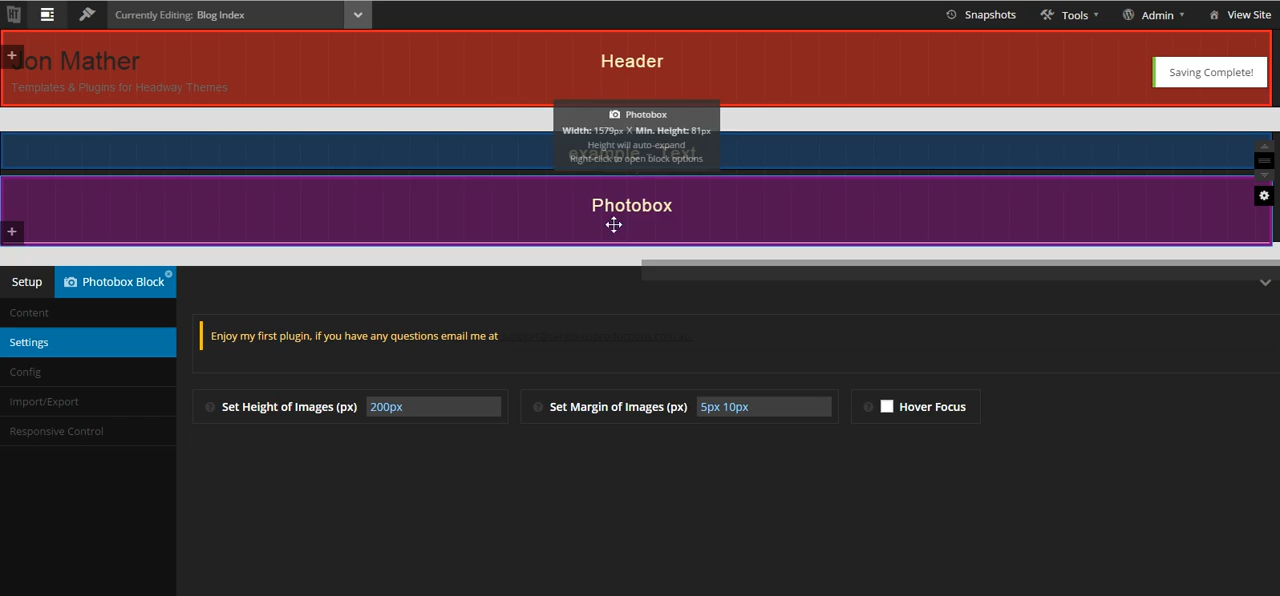 HT Currently Editing: Blog Index Snapshots Tools Admin View Site
Jon Mather
Header
Saving Complete!
Templates & Plugins for Headway Themes
Photobox
Width: 1579px X Min. Height: 81px
Height will auto-expand
example - Text
Right-click to open block options
Photobox
Setup Photobox Block
Content
Settings
Config
Import/Export
Responsive Control
Enjoy my first plugin, if you have any questions email me at
Set Height of Images (px) 200px Set Margin of Images (px) 5px 10px Hover Focus